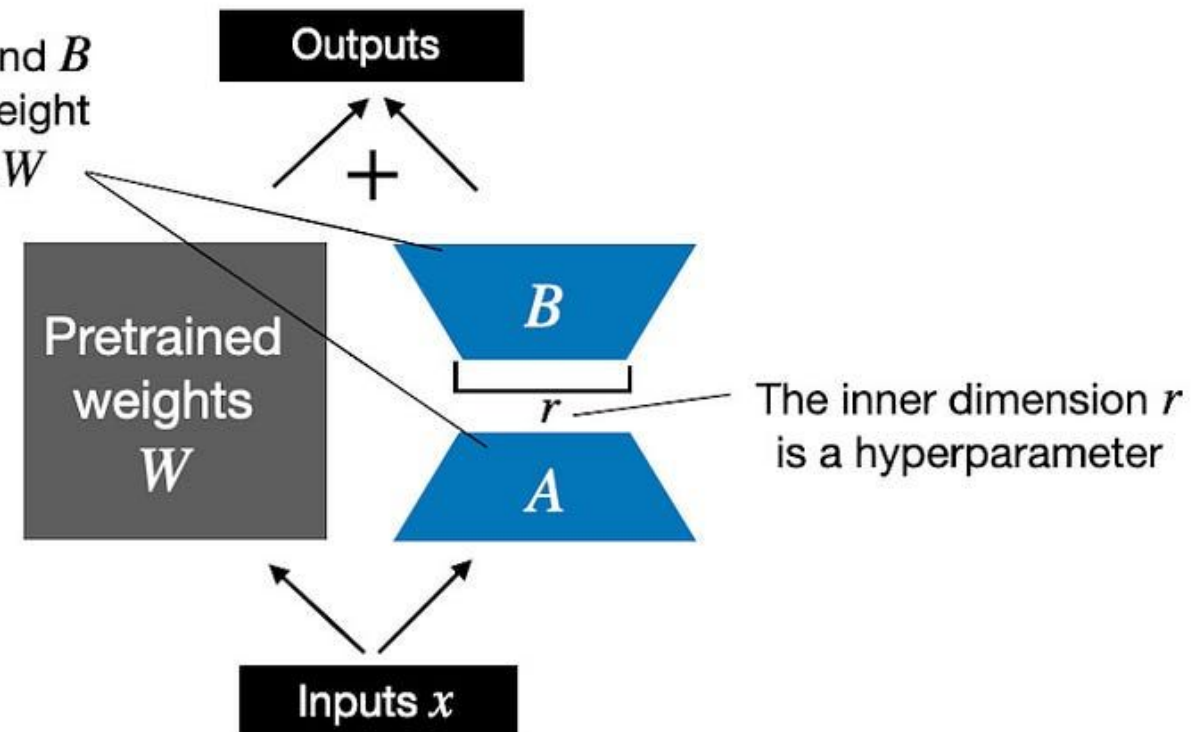 Outputs
nd B
eight
W
+
B
Pretrained
weights
W
r
The inner dimension r
is a hyperparameter
A
Inputs x